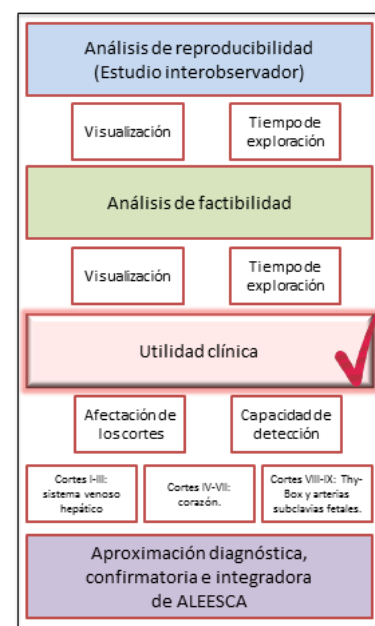 Análisis de reproducibilidad
(Estudio interobservador)
Visualización
Tiempo de
exploración
Análisis de factibilidad
Visualización
Tiempo de
exploración
Utilidad clínica
Afectación de
los cortes
Capacidad de
detección
Cortes I-III:
sistema venoso
hepático
Cortes IV-VII:
corazón.
Cortes VIII-IX: Thy-
Box y arterias
subclavias fetales.
Aproximación diagnóstica,
confirmatoria e integradora
de ALEESCA